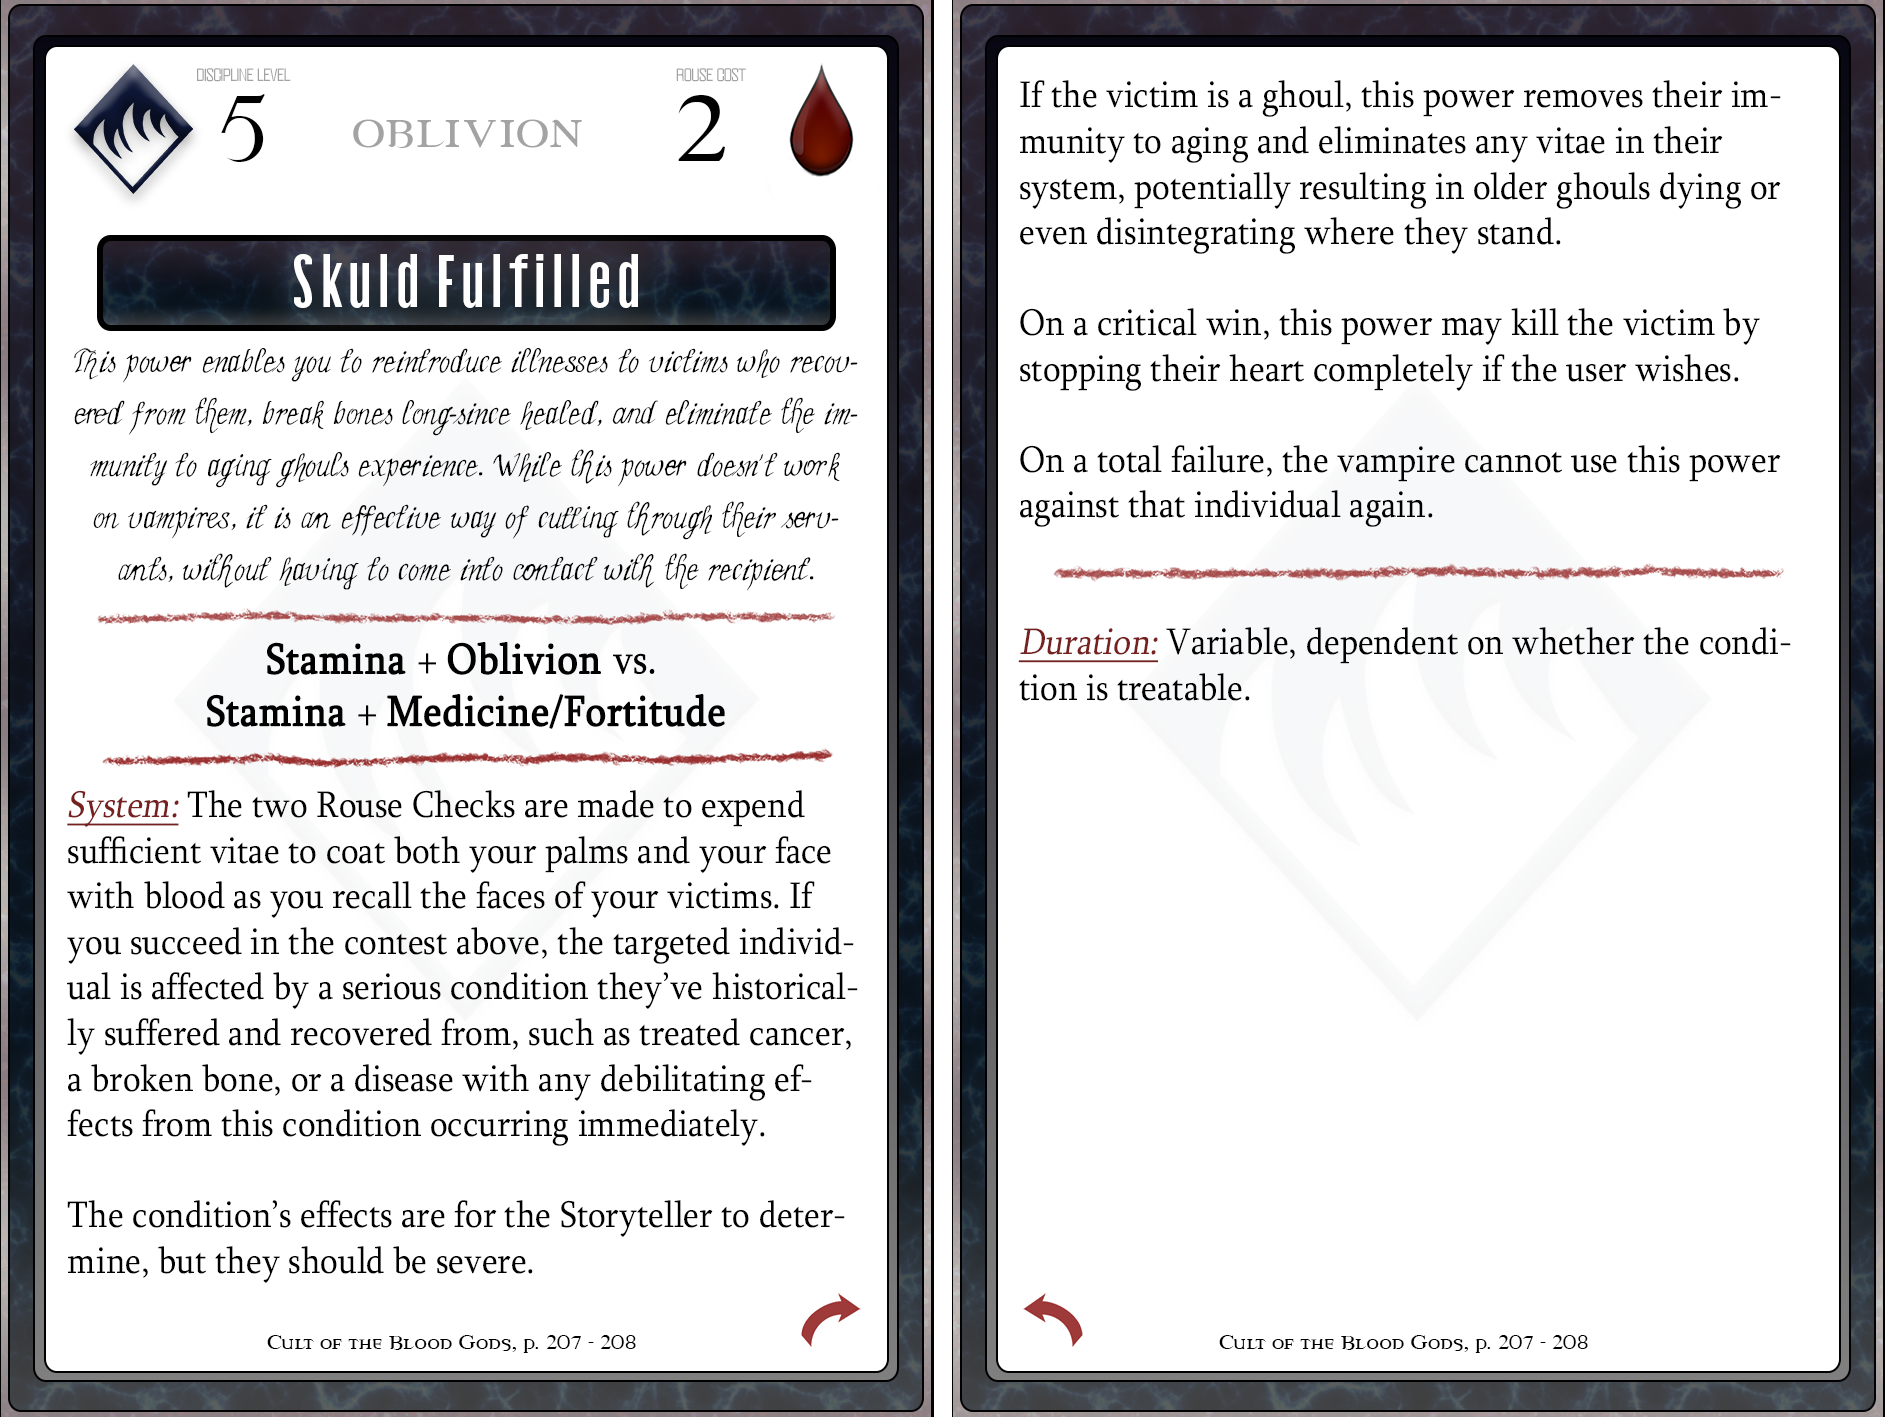 DISCIPLINE LEVEL
5
OBLIVION
ROUSE COST
2
Skuld Fulfilled
This power enables you to reintroduce illnesses to victims who recov-
ered from them, break bones long-since healed, and eliminate the im-
munity to aging ghouls experience. While this power doesn't work
on vampires, it is an effective way of cutting through their serv-
ants, without having to come into contact with the recipient.
Stamina + Oblivion vs.
Stamina + Medicine/Fortitude
System: The two Rouse Checks are made to expend
sufficient vitae to coat both your palms and your face
with blood as you recall the faces of your victims. If
you succeed in the contest above, the targeted individ-
ual is affected by a serious condition they’ve historical-
ly suffered and recovered from, such as treated cancer,
a broken bone, or a disease with any debilitating ef-
fects from this condition occurring immediately.
The condition’s effects are for the Storyteller to deter-
mine, but they should be severe.
Cult of the Blood Gods, p. 207 - 208
If the victim is a ghoul, this power removes their im-
munity to aging and eliminates any vitae in their
system, potentially resulting in older ghouls dying or
even disintegrating where they stand.
On a critical win, this power may kill the victim by
stopping their heart completely if the user wishes.
On a total failure, the vampire cannot use this power
against that individual again.
Duration: Variable, dependent on whether the condi-
tion is treatable.
Cult of the Blood Gods, p. 207 - 208